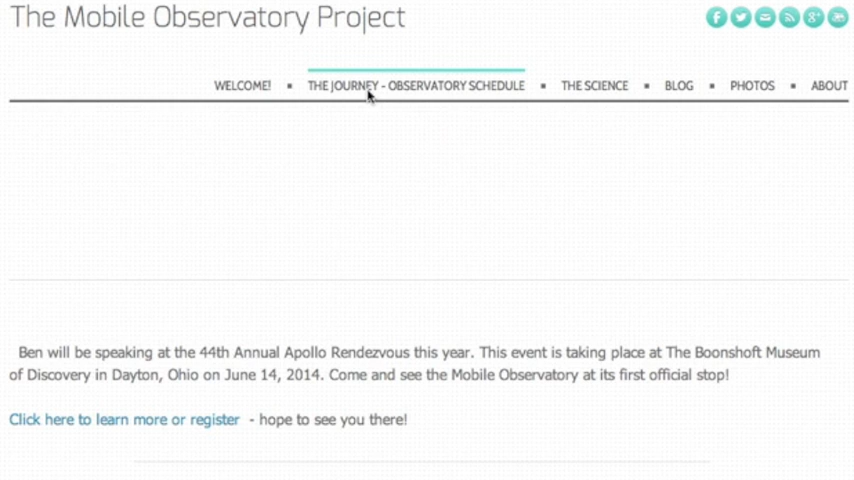 The Mobile Observatory Project
WELCOME! ▪ THE JOURNEY - OBSERVATORY SCHEDULE ▪ THE SCIENCE ▪ BLOG ▪ PHOTOS ▪ ABOUT
Ben will be speaking at the 44th Annual Apollo Rendezvous this year. This event is taking place at The Boonshoft Museum
of Discovery in Dayton, Ohio on June 14, 2014. Come and see the Mobile Observatory at its first official stop!
Click here to learn more or register - hope to see you there!